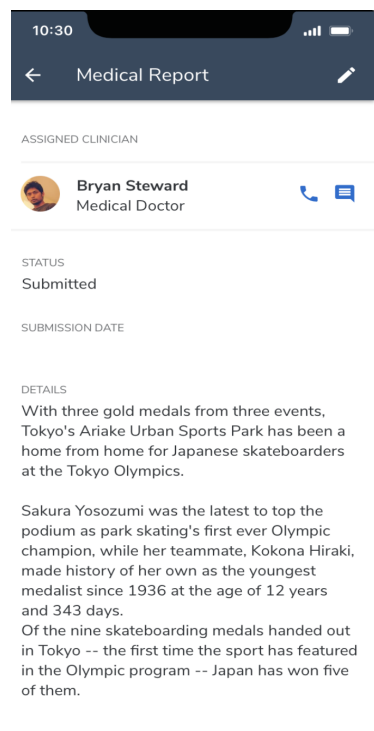 10:30
Medical Report
ASSIGNED CLINICIAN
Bryan Steward
Medical Doctor
STATUS
Submitted
SUBMISSION DATE
DETAILS
With three gold medals from three events,
Tokyo's Ariake Urban Sports Park has been a
home from home for Japanese skateboarders
at the Tokyo Olympics.
Sakura Yosozumi was the latest to top the
podium as park skating's first ever Olympic
champion, while her teammate, Kokona Hiraki,
made history of her own as the youngest
medalist since 1936 at the age of 12 years
and 343 days.
Of the nine skateboarding medals handed out
in Tokyo -- the first time the sport has featured
in the Olympic program -- Japan has won five
of them.